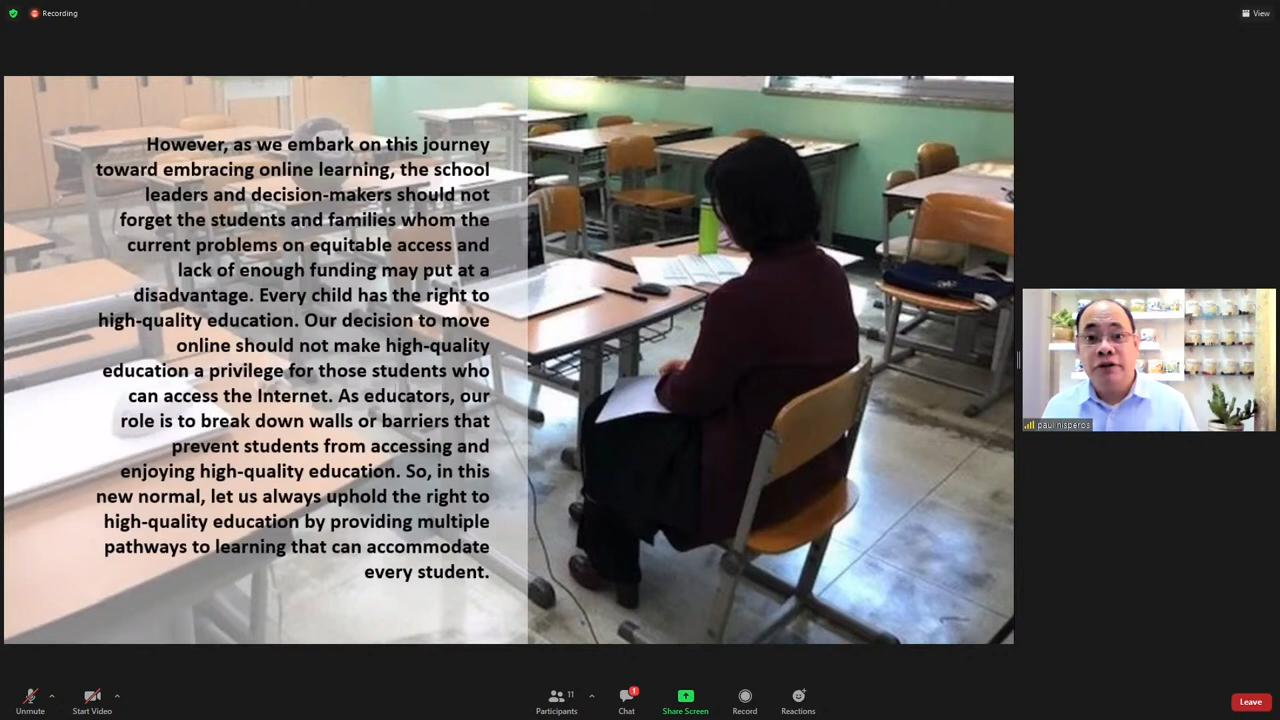 Recording
View
However, as we embark on this journey
toward embracing online learning, the school
leaders and decision-makers should not
forget the students and families whom the
current problems on equitable access and
lack of enough funding may put at a
disadvantage. Every child has the right to
high-quality education. Our decision to move
online should not make high-quality
education a privilege for those students who
can access the Internet. As educators, our
role is to break down walls or barriers that
prevent students from accessing and
enjoying high-quality education. So, in this
new normal, let us always uphold the right to
high-quality education by providing multiple
pathways to learning that can accommodate
every student.
paul nisperos
11
1
Unmute
Start Video
Participants
Chat
Share Screen
Record
Reactions
Leave